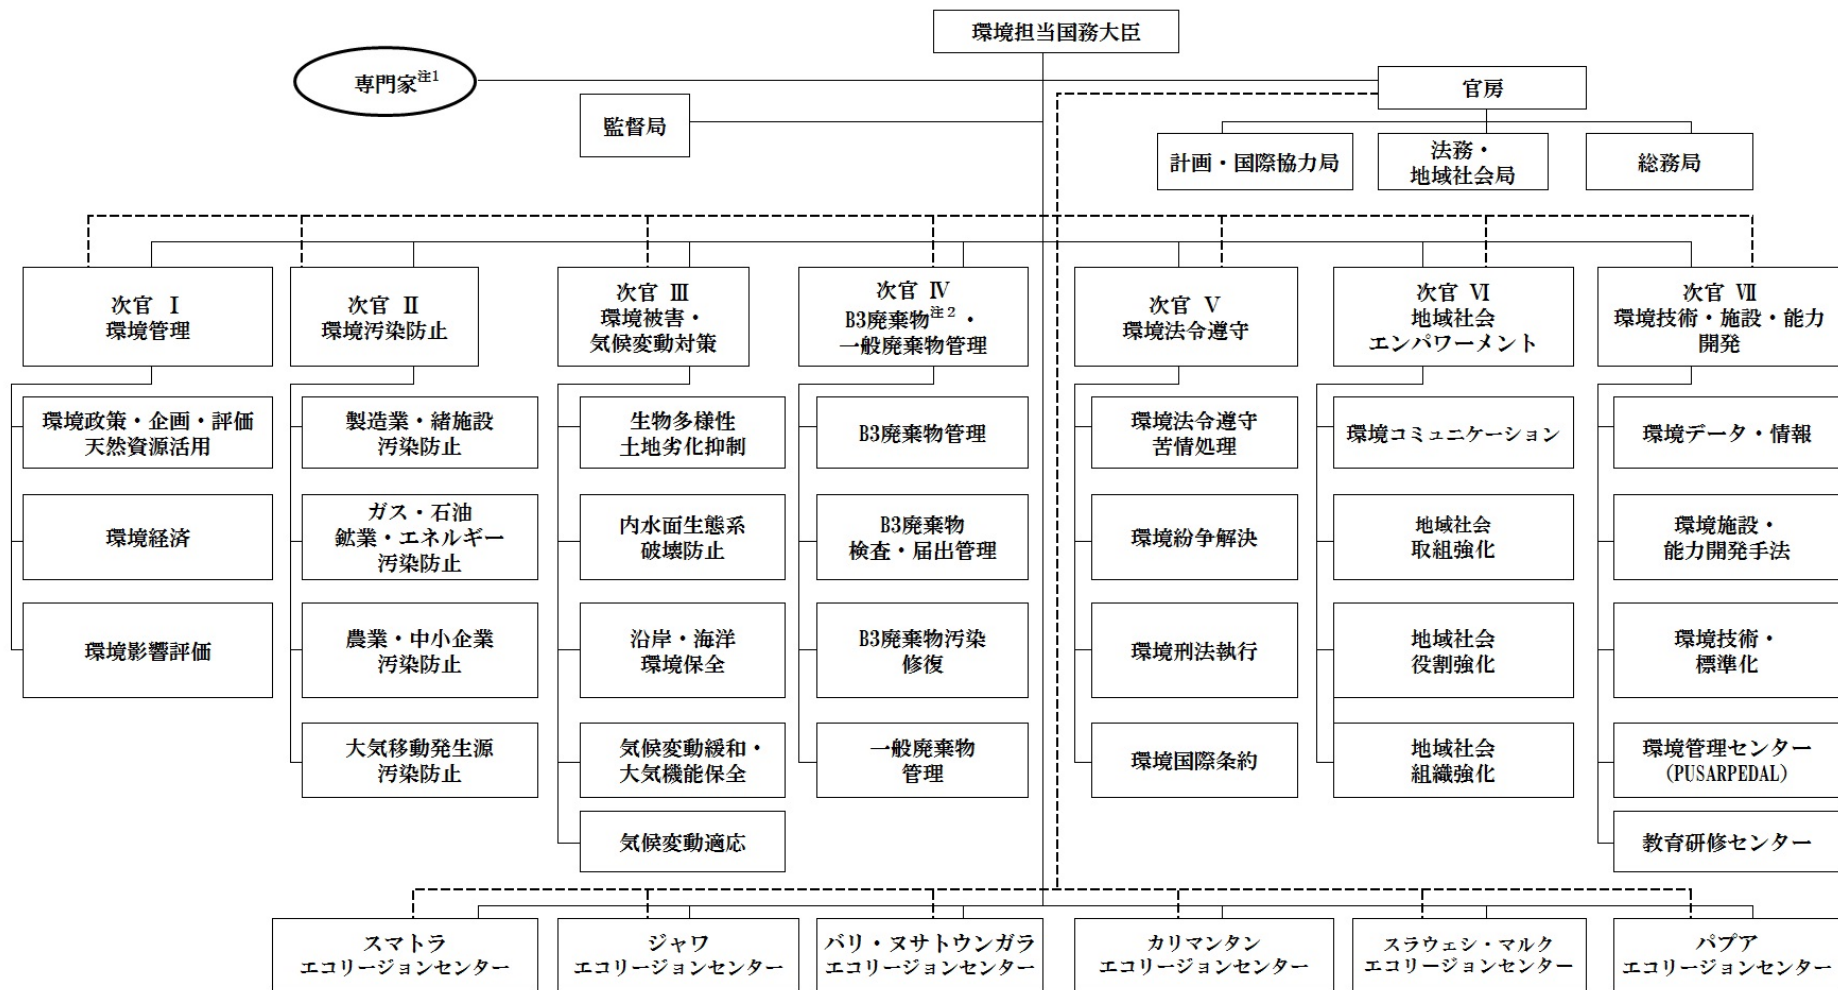 環境担当国務大臣
専門家注1
官房
監督局
計画・国際協力局
法務・
地域社会局
総務局
次官 Ⅰ
環境管理
次官 Ⅱ
環境汚染防止
次官 Ⅲ
環境被害・
気候変動対策
次官 Ⅳ
B3廃棄物注2・
一般廃棄物管理
次官 Ⅴ
環境法令遵守
次官 Ⅵ
地域社会
エンパワーメント
次官 Ⅶ
環境技術・施設・能力
開発
環境政策・企画・評価
天然資源活用
環境経済
環境影響評価
製造業・緒施設
汚染防止
ガス・石油
鉱業・エネルギー
汚染防止
農業・中小企業
汚染防止
大気移動発生源
汚染防止
生物多様性
土地劣化抑制
内水面生態系
破壊防止
沿岸・海洋
環境保全
気候変動緩和・
大気機能保全
気候変動適応
B3廃棄物管理
B3廃棄物
検査・届出管理
B3廃棄物汚染
修復
一般廃棄物
管理
環境法令遵守
苦情処理
環境紛争解決
環境刑法執行
環境国際条約
環境コミュニケーション
地域社会
取組強化
地域社会
役割強化
地域社会
組織強化
環境データ・情報
環境施設・
能力開発手法
環境技術・
標準化
環境管理センター
(PUSARPEDAL)
教育研修センター
スマトラ
エコリージョンセンター
ジャワ
エコリージョンセンター
バリ・ヌサトウンガラ
エコリージョンセンター
カリマンタン
エコリージョンセンター
スラウェシ・マルク
エコリージョンセンター
パプア
エコリージョンセンター